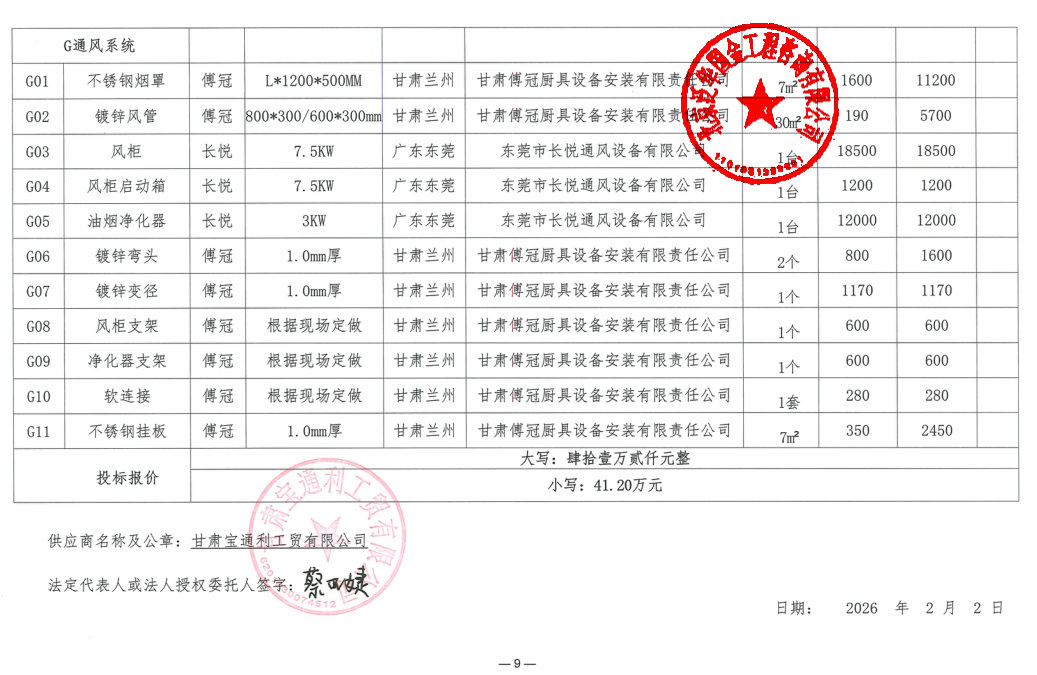 G通风系统
G01 不锈钢烟罩 傅冠 L*1200*500MM 甘肃兰州 甘肃傅冠厨具设备安装有限责任公司 7m² 1600 11200
G02 镀锌风管 傅冠 800*300/600*300mm 甘肃兰州 甘肃傅冠厨具设备安装有限责任公司 30m² 190 5700
G03 风柜 长悦 7.5KW 广东东莞 东莞市长悦通风设备有限公司 1台 18500 18500
G04 风柜启动箱 长悦 7.5KW 广东东莞 东莞市长悦通风设备有限公司 1台 1200 1200
G05 油烟净化器 长悦 3KW 广东东莞 东莞市长悦通风设备有限公司 1台 12000 12000
G06 镀锌弯头 傅冠 1.0mm厚 甘肃兰州 甘肃傅冠厨具设备安装有限责任公司 2个 800 1600
G07 镀锌变径 傅冠 1.0mm厚 甘肃兰州 甘肃傅冠厨具设备安装有限责任公司 1个 1170 1170
G08 风柜支架 傅冠 根据现场定做 甘肃兰州 甘肃傅冠厨具设备安装有限责任公司 1个 600 600
G09 净化器支架 傅冠 根据现场定做 甘肃兰州 甘肃傅冠厨具设备安装有限责任公司 1个 600 600
G10 软连接 傅冠 根据现场定做 甘肃兰州 甘肃傅冠厨具设备安装有限责任公司 1套 280 280
G11 不锈钢挂板 傅冠 1.0mm厚 甘肃兰州 甘肃傅冠厨具设备安装有限责任公司 7m² 350 2450
投标报价 大写：肆拾壹万贰仟元整
小写：41.20万元
供应商名称及公章：甘肃宝通利工贸有限公司
甘肃宝通利工贸有限公司
法定代表人或法人授权委托人签字：
日期： 2026 年 2 月 2 日
—9—